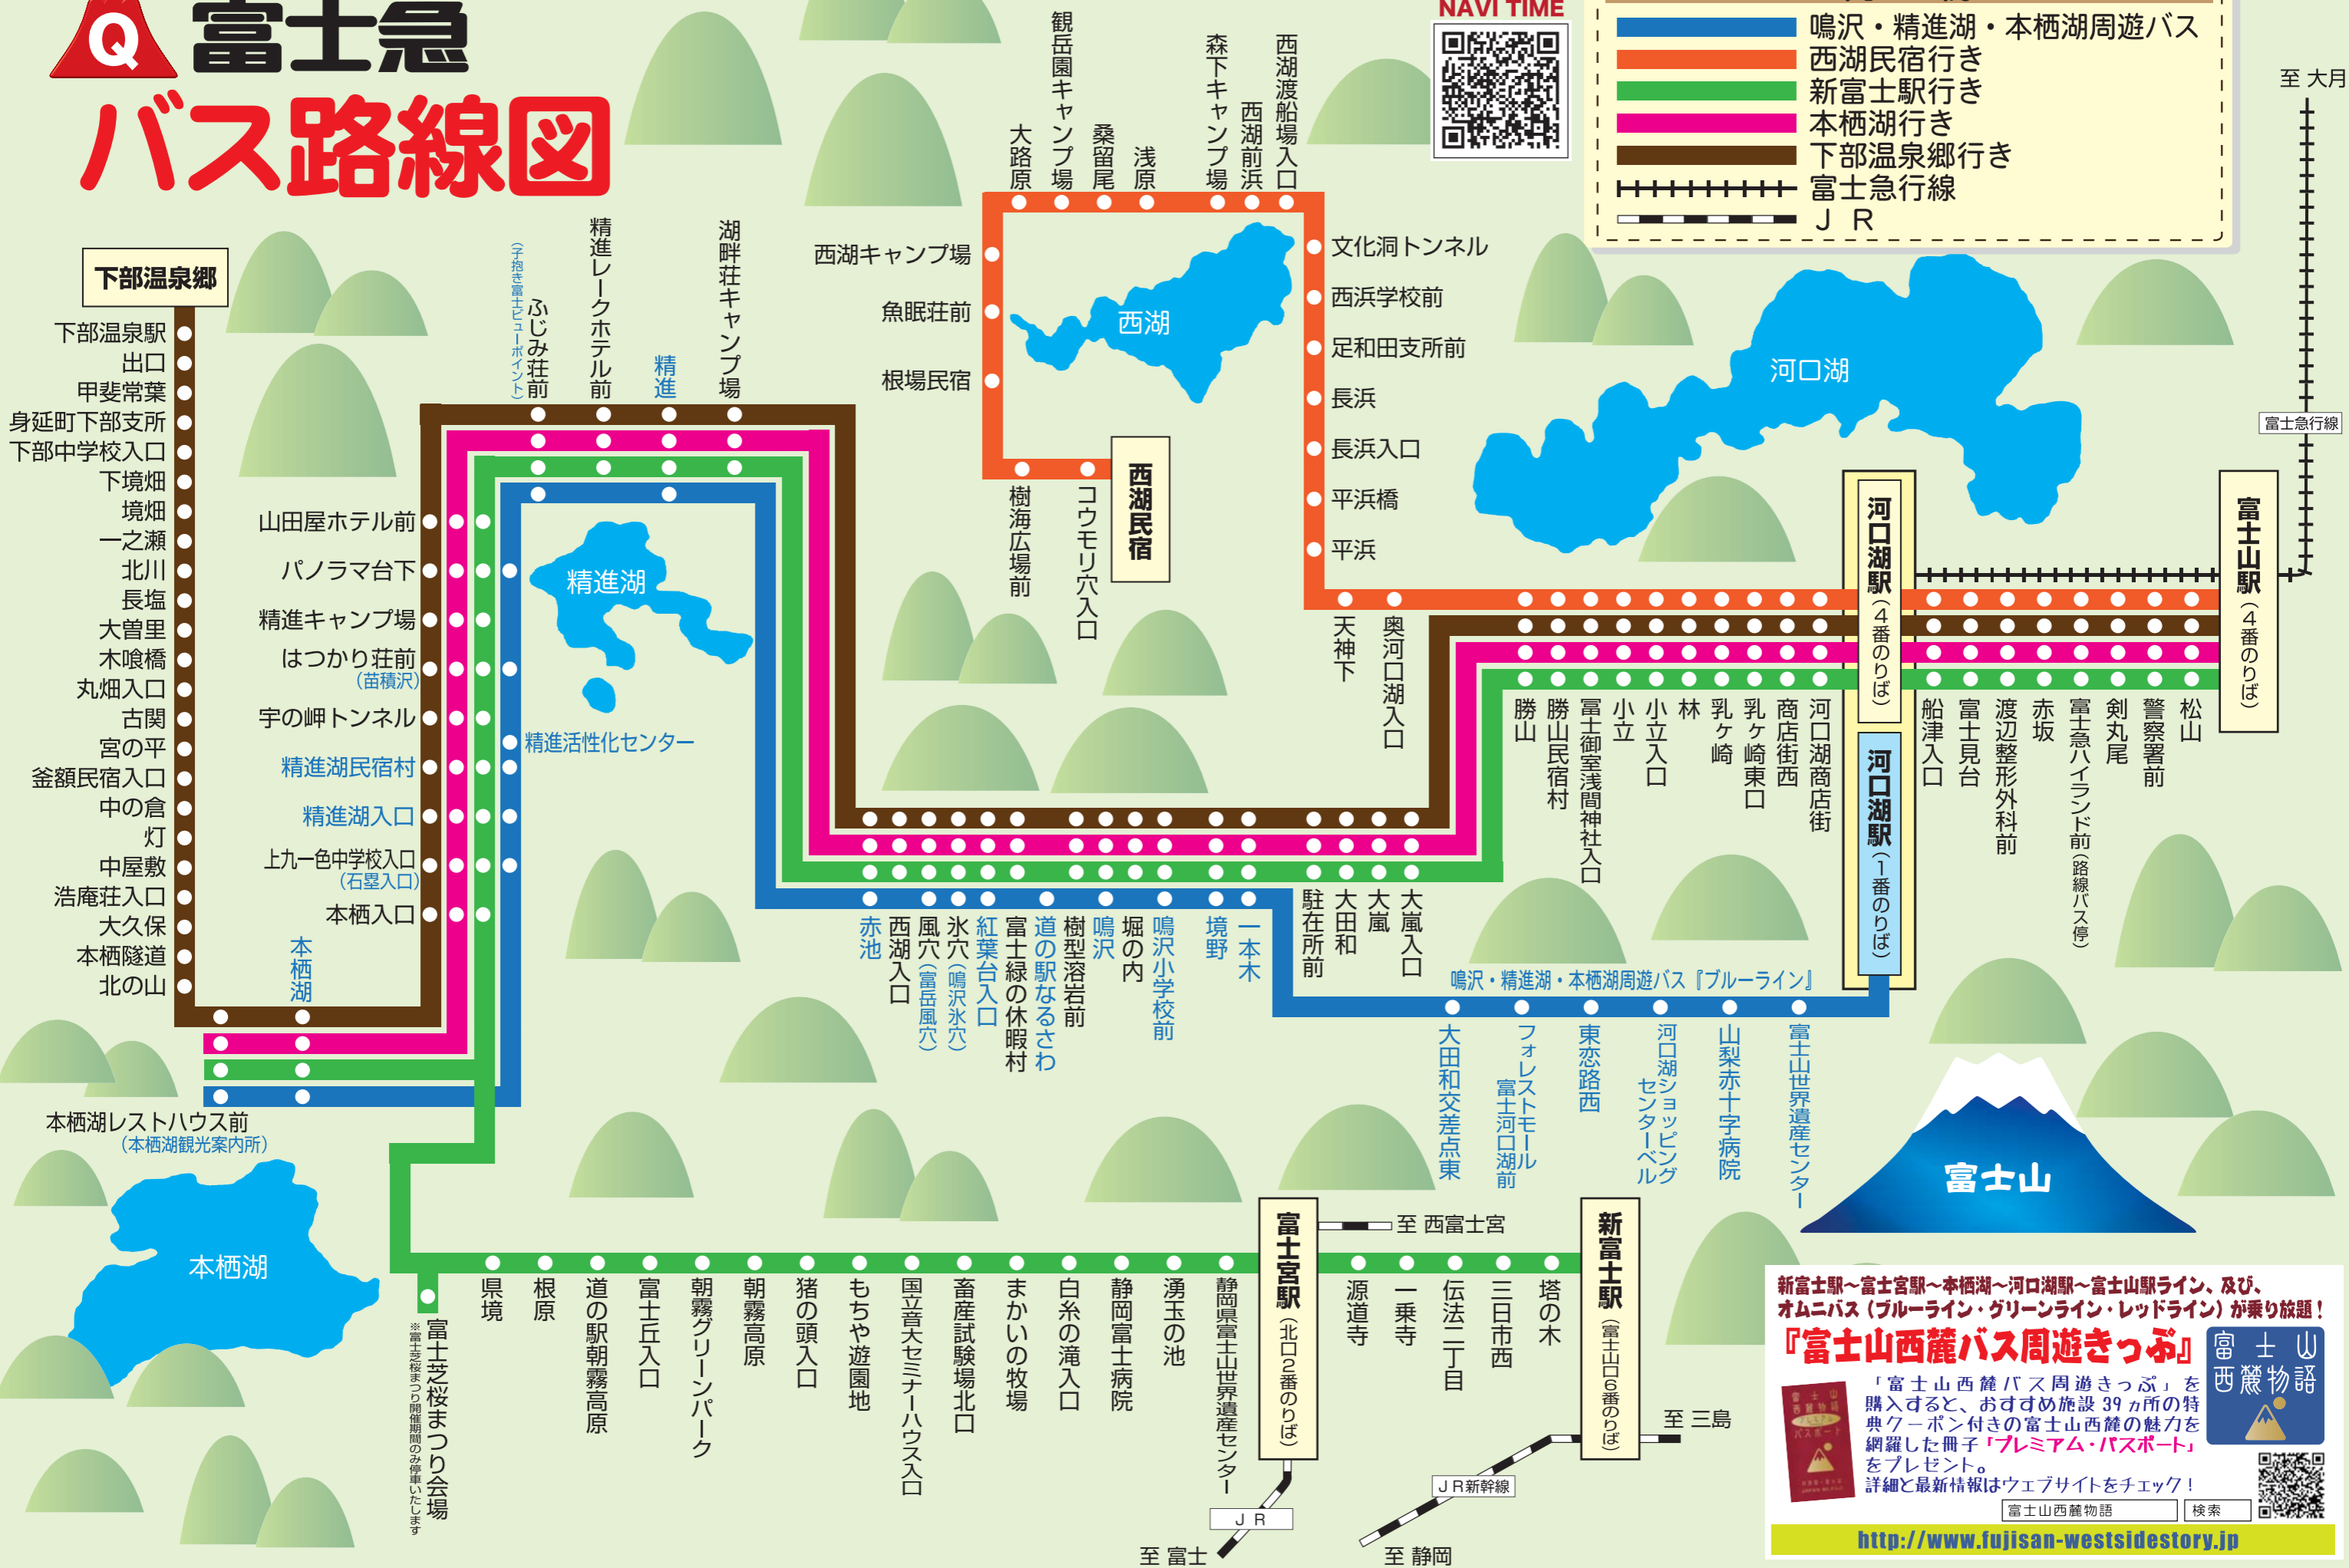 富士急
バス路線図
NAVI TIME
鳴沢・精進湖・本栖湖周遊バス
西湖民宿行き
新富士駅行き
本栖湖行き
下部温泉郷行き
富士急行線
ＪＲ
至 大月
富士急行線
下部温泉郷
下部温泉駅
出口
甲斐常葉
身延町下部支所
下部中学校入口
下境畑
境畑
一之瀬
北川
長塩
大曽里
木喰橋
丸畑入口
古関
宮の平
釜額民宿入口
中の倉
灯
中屋敷
浩庵荘入口
大久保
本栖隧道
北の山
本栖湖
本栖湖レストハウス前
（本栖湖観光案内所）
本栖湖
山田屋ホテル前
パノラマ台下
精進キャンプ場
はつかり荘前
（苗積沢）
宇の岬トンネル
精進湖民宿村
精進湖入口
上九一色中学校入口
（石塁入口）
本栖入口
精進活性化センター
（子抱き富士ビューポイント）
ふじみ荘前
精進レークホテル前
精進
湖畔荘キャンプ場
精進湖
西湖キャンプ場
魚眠荘前
根場民宿
樹海広場前
コウモリ穴入口
西湖民宿
大路原
観岳園キャンプ場
桑留尾
浅原
森下キャンプ場
西湖前浜
西湖渡船場入口
西湖
文化洞トンネル
西浜学校前
足和田支所前
長浜
長浜入口
平浜橋
平浜
天神下
奥河口湖入口
河口湖
赤池
西湖入口
風穴（富岳風穴）
氷穴（鳴沢氷穴）
紅葉台入口
富士緑の休暇村
道の駅なるさわ
樹型溶岩前
鳴沢
堀の内
鳴沢小学校前
境野
一本木
駐在所前
大田和
大嵐
大嵐入口
勝山
勝山民宿村
冨士御室浅間神社入口
小立
小立入口
林
乳ヶ崎
乳ヶ崎東口
商店街西
河口湖商店街
河口湖駅（４番のりば）
河口湖駅（１番のりば）
船津入口
富士見台
渡辺整形外科前
赤坂
富士急ハイランド前（路線バス停）
剣丸尾
警察署前
松山
富士山駅（４番のりば）
鳴沢・精進湖・本栖湖周遊バス『ブルーライン』
大田和交差点東
フォレストモール
富士河口湖前
東恋路西
河口湖ショッピング
センターベル
山梨赤十字病院
富士山世界遺産センター
富士山
富士芝桜まつり会場
※富士芝桜まつり開催期間のみ停車いたします
県境
根原
道の駅朝霧高原
富士丘入口
朝霧グリーンパーク
朝霧高原
猪の頭入口
もちや遊園地
国立音大セミナーハウス入口
畜産試験場北口
まかいの牧場
白糸の滝入口
静岡富士病院
湧玉の池
静岡県富士山世界遺産センター
富士宮駅（北口２番のりば）
至 西富士宮
ＪＲ
至 富士
源道寺
一乗寺
伝法二丁目
三日市西
塔の木
新富士駅（富士山口６番のりば）
至 三島
ＪＲ新幹線
至 静岡
新富士駅～富士宮駅～本栖湖～河口湖駅～富士山駅ライン、及び、
オムニバス（ブルーライン・グリーンライン・レッドライン）が乗り放題！
『富士山西麓バス周遊きっぷ』
富士山
西麓物語
「富士山西麓バス周遊きっぷ」を
購入すると、おすすめ施設39ヵ所の特
典クーポン付きの富士山西麓の魅力を
網羅した冊子「プレミアム・パスポート」
をプレゼント。
詳細と最新情報はウェブサイトをチェック！
富士山西麓物語 検索
http://www.fujisan-westsidestory.jp